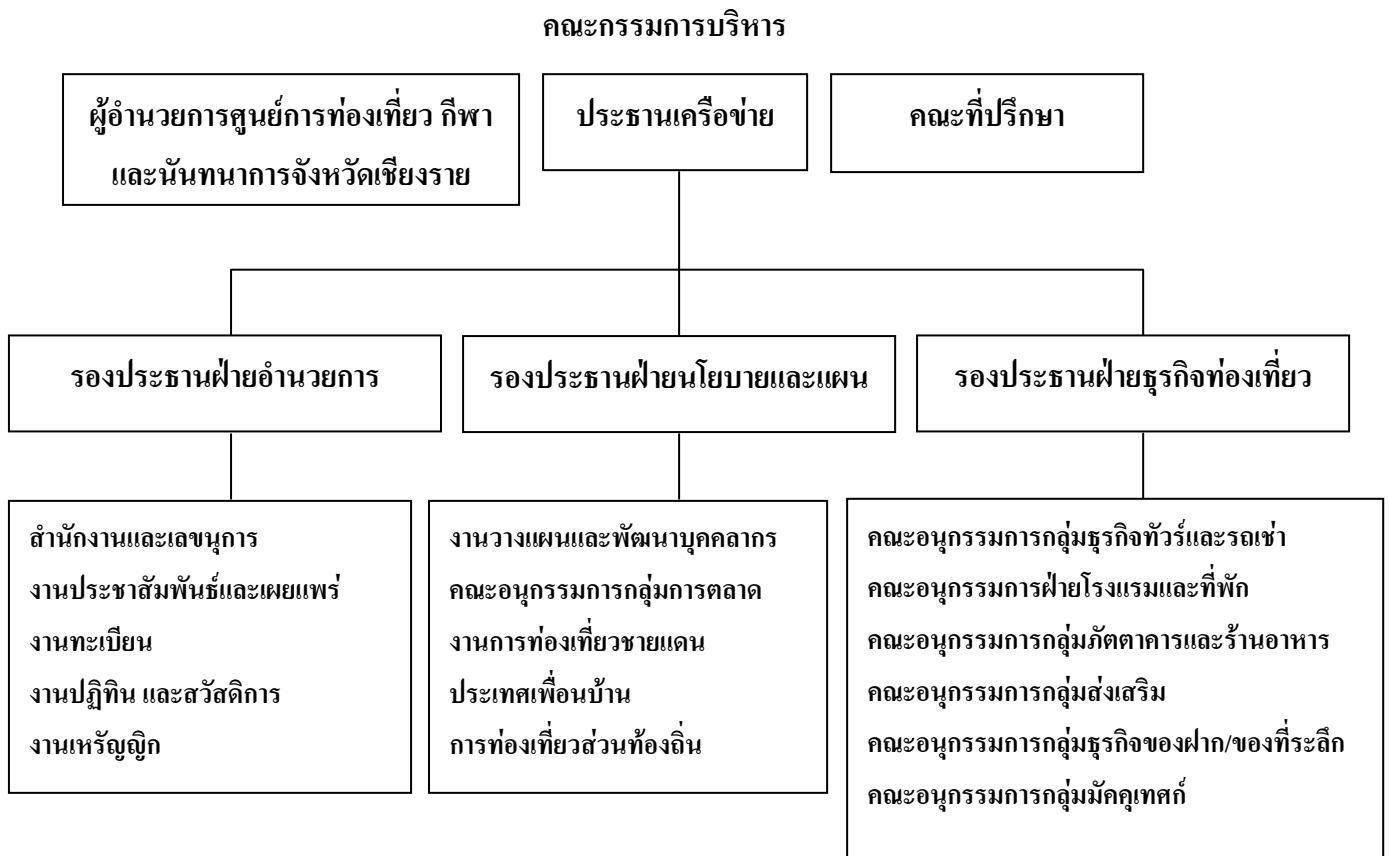 คณะกรรมการบริหาร
ผู้อำนวยการศูนย์การท่องเที่ยว กีฬา
และนันทนาการจังหวัดเชียงราย
ประธานเครือข่าย
คณะที่ปรึกษา
รองประธานฝ่ายอำนวยการ
รองประธานฝ่ายนโยบายและแผน
รองประธานฝ่ายธุรกิจท่องเที่ยว
สำนักงานและเลขนุการ
งานประชาสัมพันธ์และเผยแพร่
งานทะเบียน
งานปฏิทิน และสวัสดิการ
งานเหรัญญิก
งานวางแผนและพัฒนาบุคคลากร
คณะอนุกรรมการกลุ่มการตลาด
งานการท่องเที่ยวชายแดน
ประเทศเพื่อนบ้าน
การท่องเที่ยวส่วนท้องถิ่น
คณะอนุกรรมการกลุ่มธุรกิจทัวร์และรถเช่า
คณะอนุกรรมการฝ่ายโรงแรมและที่พัก
คณะอนุกรรมการกลุ่มภัตตาคารและร้านอาหาร
คณะอนุกรรมการกลุ่มส่งเสริม
คณะอนุกรรมการกลุ่มธุรกิจของฝาก/ของที่ระลึก
คณะอนุกรรมการกลุ่มมัคคุเทศก์